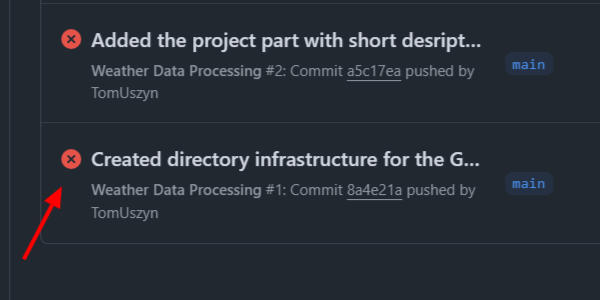 Added the project part with short desript...
Weather Data Processing #2: Commit a5c17ea pushed by
TomUszyn
main
Created directory infrastructure for the G...
Weather Data Processing #1: Commit 8a4e21a pushed by
TomUszyn
main